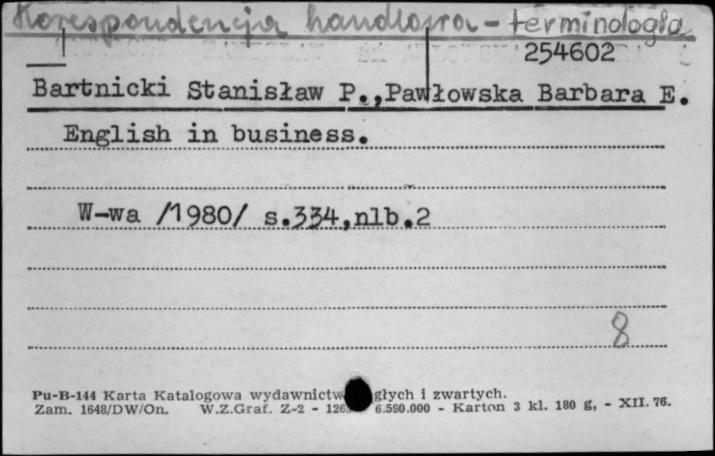 Korespondencja handlowa - terminologia
254602
Bartnicki Stanisław P., Pawłowska Barbara E.
English in business.
W-wa /1980/ s.334,nlb.2
8
Pu-B-144 Karta Katalogowa wydawnictw głych i zwartych.
Zam. 1648/DW/On. W.Z.Graf. Z-2 - 6.590.000 - Karton 3 kl. 180 g, - XII. 76.